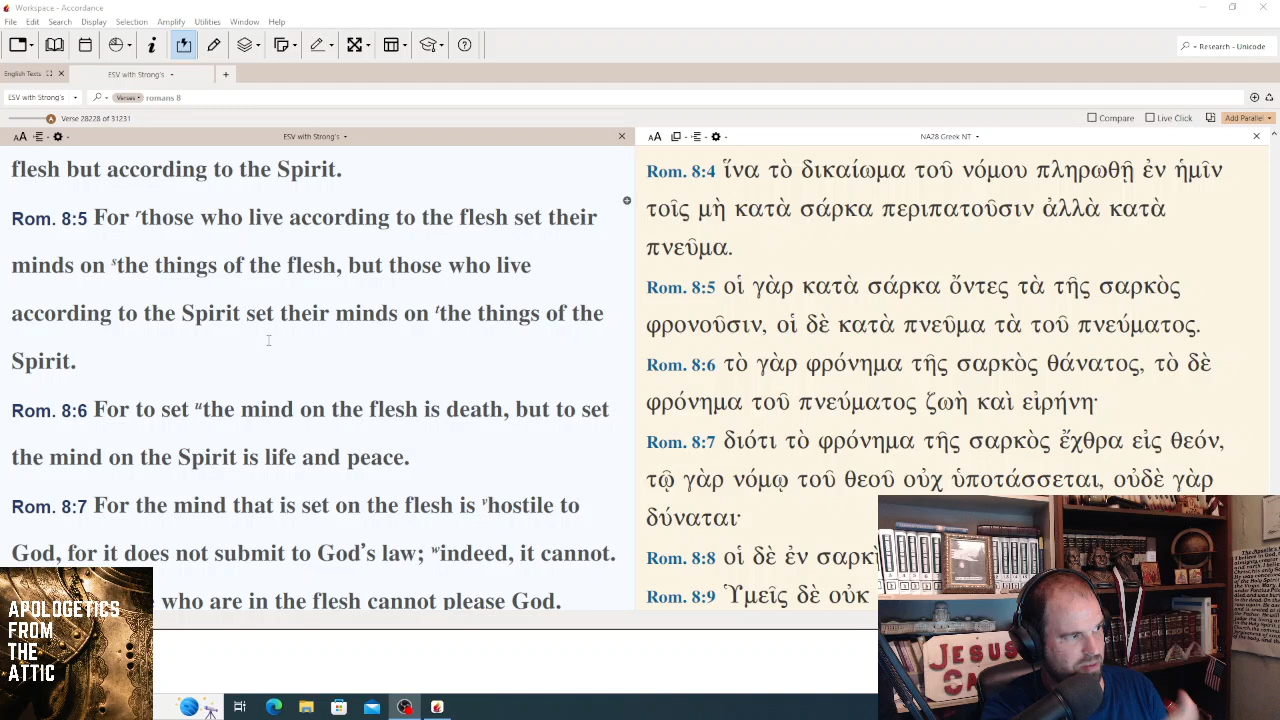 Workspace - Accordance
File Edit Search Display Selection Amplify Utilities Window Help
Research - Unicode
English Texts
ESV with Strong's
ESV with Strong's
Verses
romans 8
Verse 28228 of 31231
Compare
Live Click
Add Parallel
ESV with Strong's
flesh but according to the Spirit.
Rom. 8:5 For ʳthose who live according to the flesh set their
minds on ˢthe things of the flesh, but those who live
according to the Spirit set their minds on ᵗthe things of the
Spirit.
Rom. 8:6 For to set ᵘthe mind on the flesh is death, but to set
the mind on the Spirit is life and peace.
Rom. 8:7 For the mind that is set on the flesh is ᵛhostile to
God, for it does not submit to God’s law; ʷindeed, it cannot.
who are in the flesh cannot please God.
NA28 Greek NT
Rom. 8:4 ἵνα τὸ δικαίωμα τοῦ νόμου πληρωθῇ ἐν ἡμῖν
τοῖς μὴ κατὰ σάρκα περιπατοῦσιν ἀλλὰ κατὰ
πνεῦμα.
Rom. 8:5 οἱ γὰρ κατὰ σάρκα ὄντες τὰ τῆς σαρκὸς
φρονοῦσιν, οἱ δὲ κατὰ πνεῦμα τὰ τοῦ πνεύματος.
Rom. 8:6 τὸ γὰρ φρόνημα τῆς σαρκὸς θάνατος, τὸ δὲ
φρόνημα τοῦ πνεύματος ζωὴ καὶ εἰρήνη·
Rom. 8:7 διότι τὸ φρόνημα τῆς σαρκὸς ἔχθρα εἰς θεόν,
τῷ γὰρ νόμῳ τοῦ θεοῦ οὐχ ὑποτάσσεται, οὐδὲ γὰρ
δύναται·
Rom. 8:8 οἱ δὲ ἐν σαρκὶ
Rom. 8:9 Ὑμεῖς δὲ οὐκ
APOLOGETICS
FROM
THE
ATTIC
JESUS